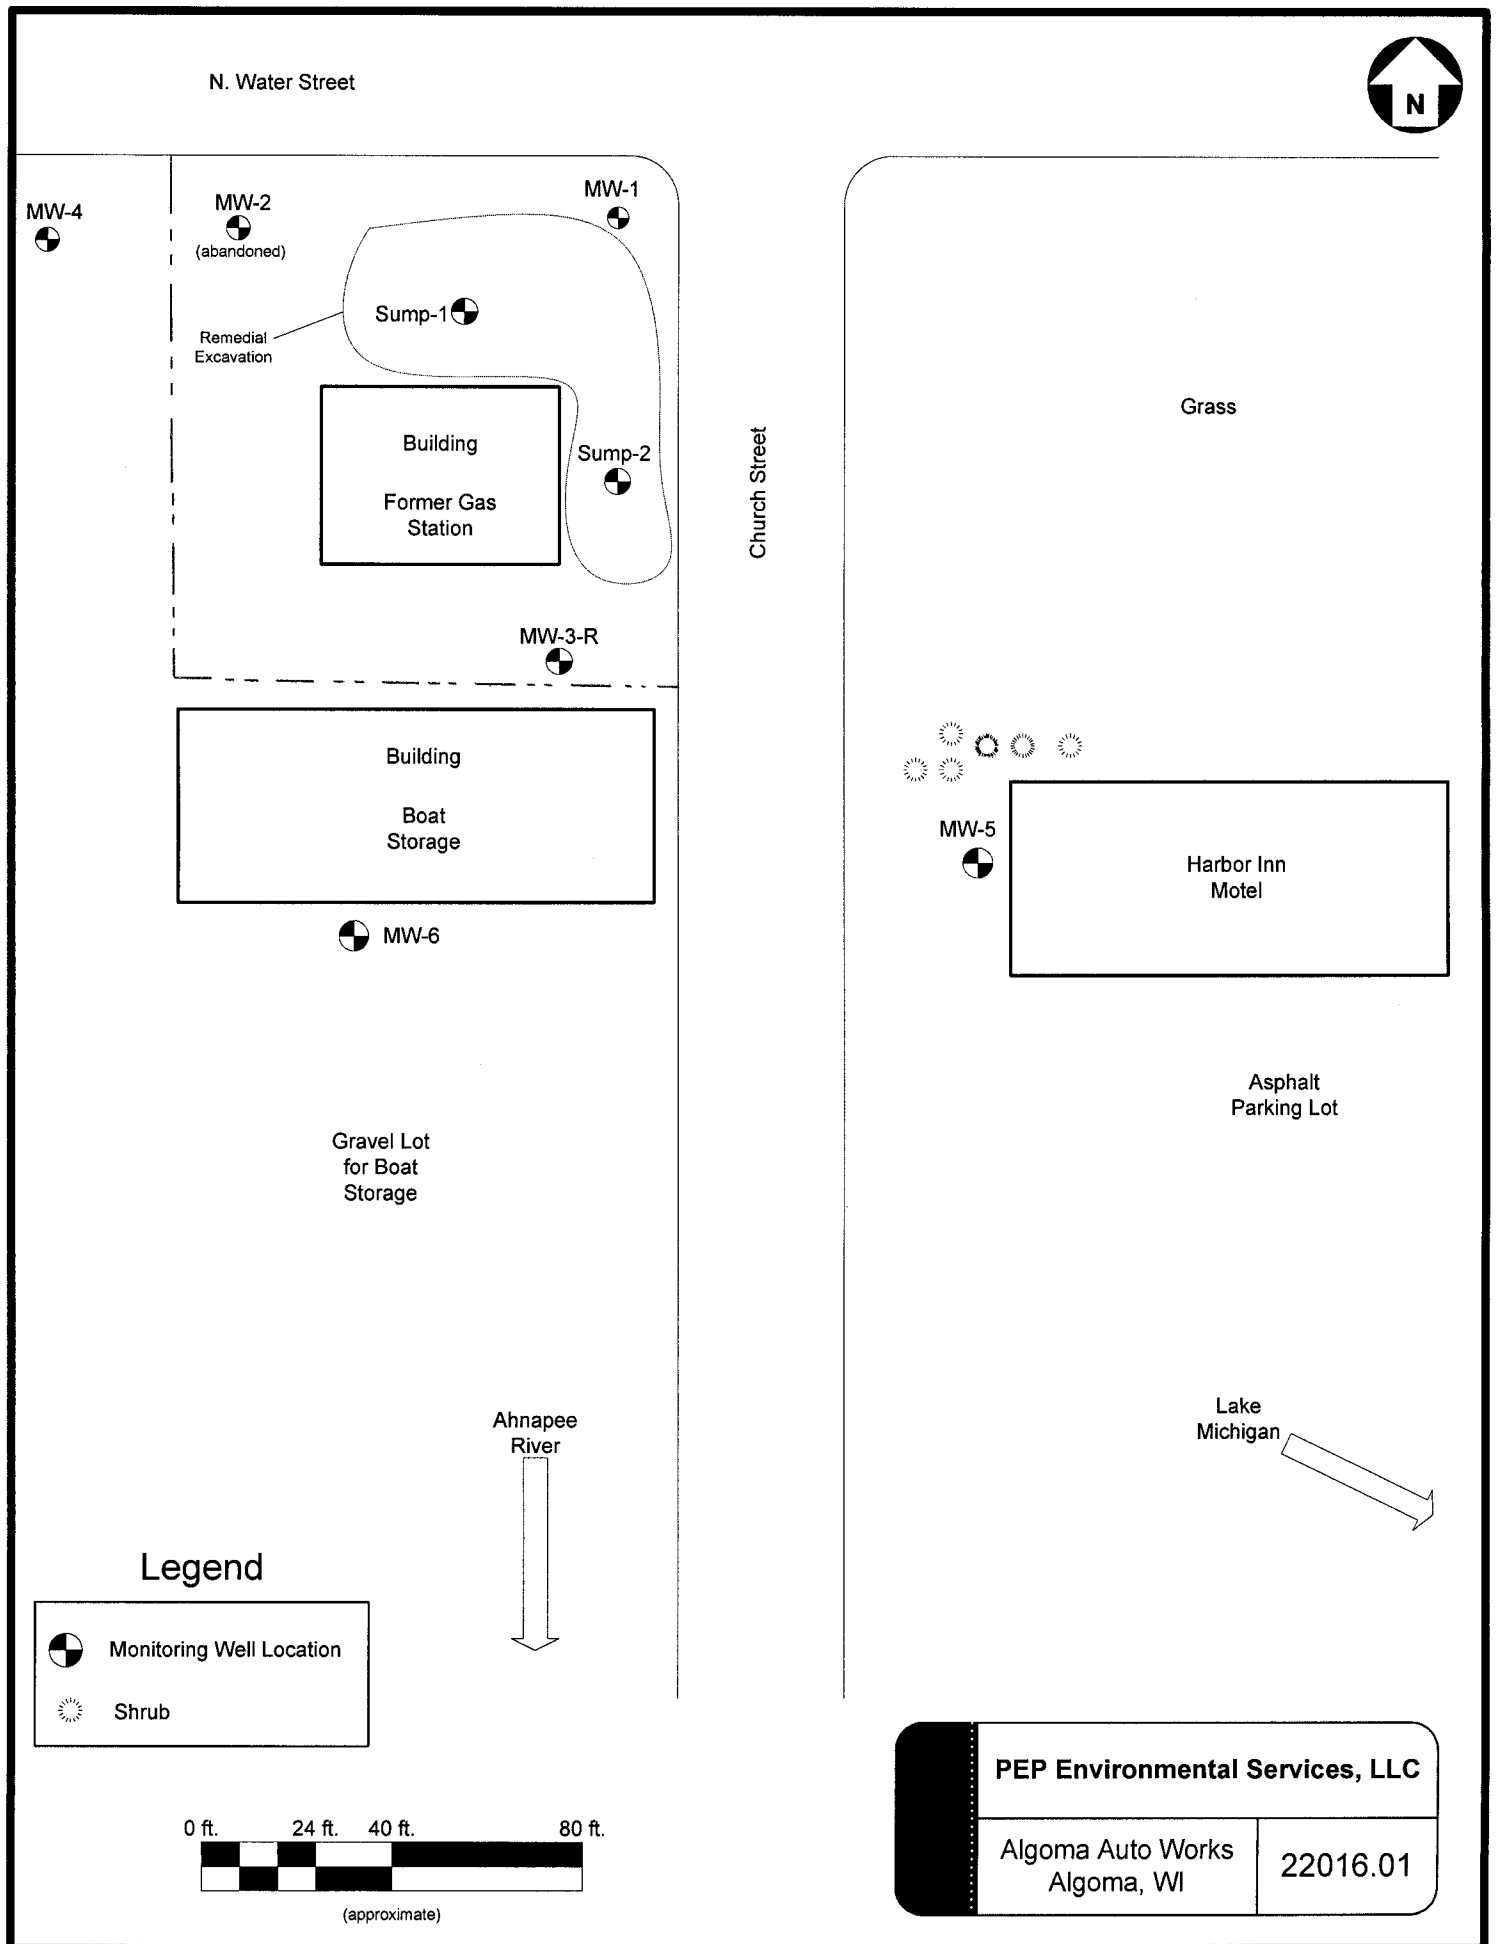 N. Water Street
N
MW-4
MW-2
(abandoned)
MW-1
Sump-1
Remedial
Excavation
Building
Former Gas
Station
Sump-2
Church Street
Grass
MW-3-R
Building
Boat
Storage
MW-5
Harbor Inn
Motel
MW-6
Asphalt
Parking Lot
Gravel Lot
for Boat
Storage
Ahnapee
River
Lake
Michigan
Legend
Monitoring Well Location
Shrub
0 ft. 24 ft. 40 ft. 80 ft.
(approximate)
PEP Environmental Services, LLC
Algoma Auto Works
Algoma, WI
22016.01